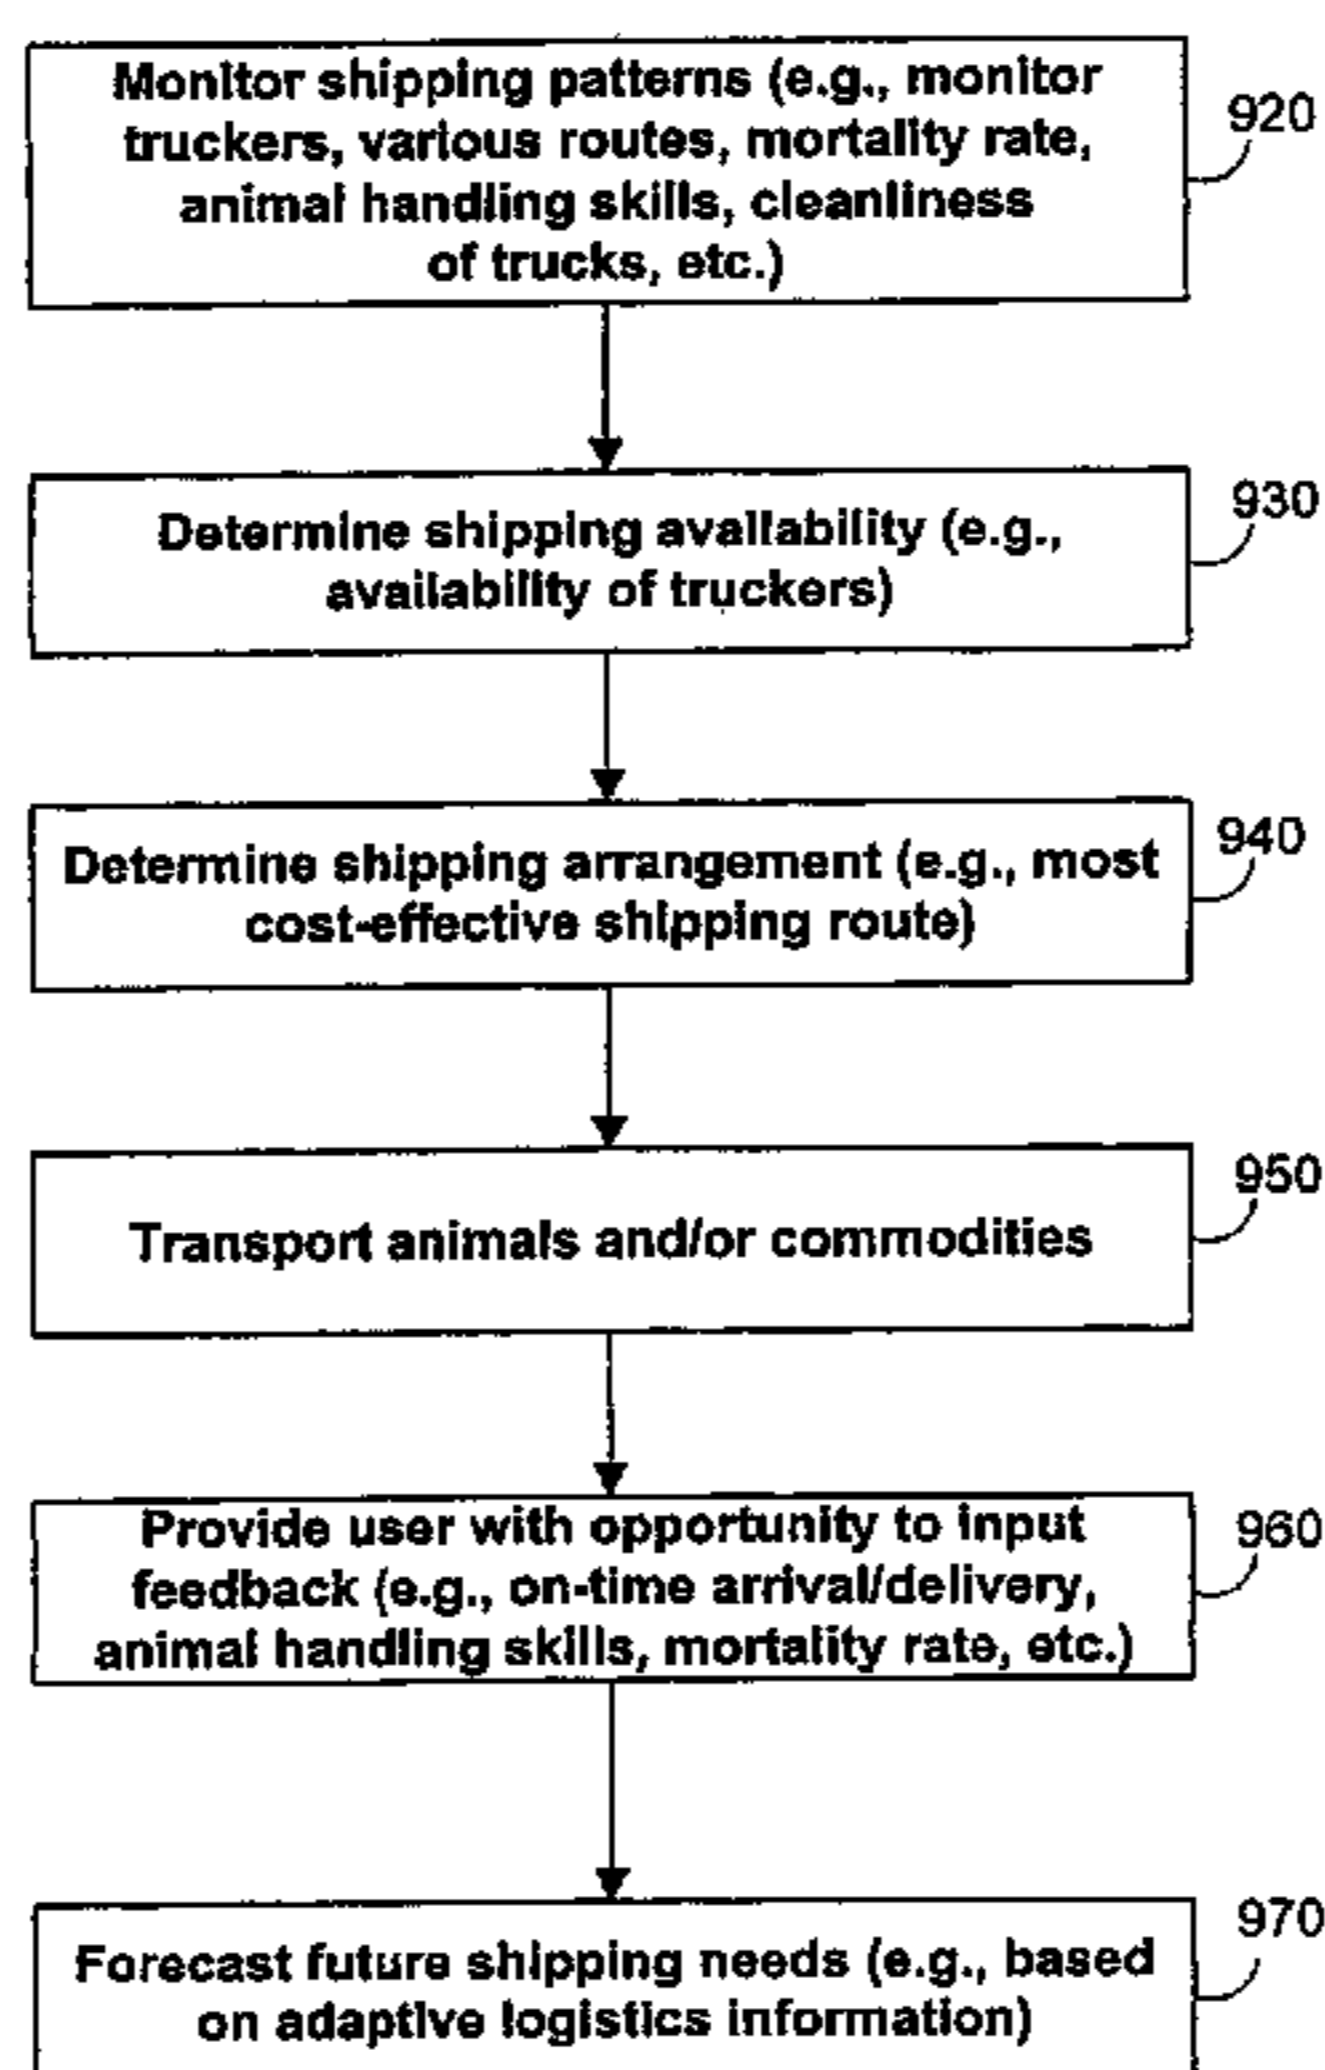 Monitor shipping patterns (e.g., monitor
truckers, various routes, mortality rate,
animal handling skills, cleanliness
of trucks, etc.)
920
Determine shipping availability (e.g.,
availability of truckers)
930
Determine shipping arrangement (e.g., most
cost-effective shipping route)
940
Transport animals and/or commodities
950
Provide user with opportunity to input
feedback (e.g., on-time arrival/delivery,
animal handling skills, mortality rate, etc.)
960
Forecast future shipping needs (e.g., based
on adaptive logistics information)
970